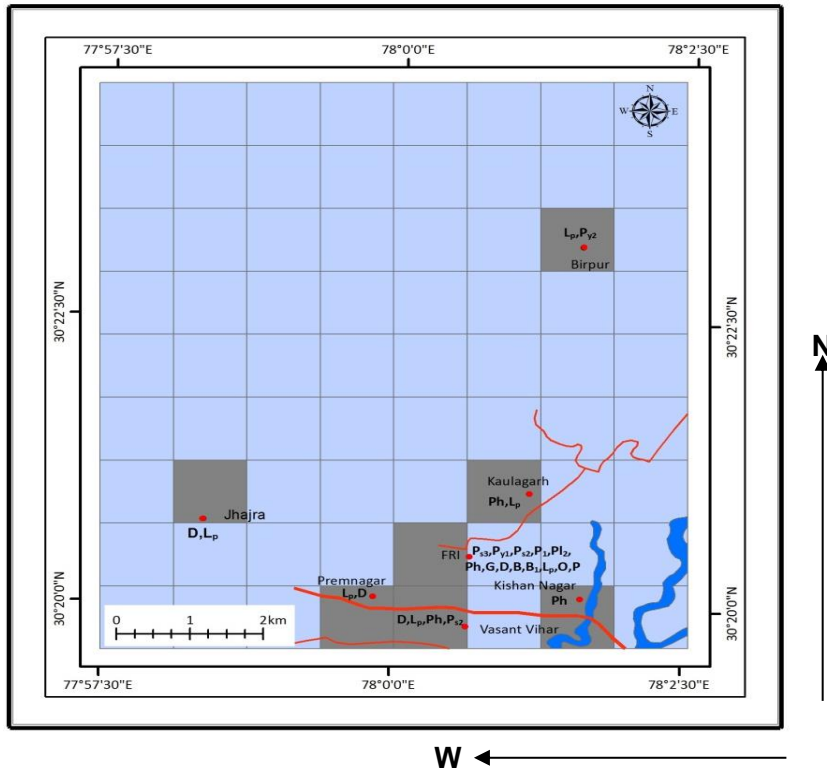 77°57'30"E 78°0'0"E 78°2'30"E
N
W E
S
Lp,Py2
Birpur
30°22'30"N
30°22'30"N
N
Kaulagarh
Ph,Lp
Jhajra
D,Lp
FRI Ps3,Py1,Ps2,P1,Pl2,
Ph,G,D,B,B1,Lp,O,P
Premnagar
Lp,D
Kishan Nagar
Ph
30°20'0"N
30°20'0"N
0 1 2km
D,Lp,Ph,Ps2
Vasant Vihar
77°57'30"E 78°0'0"E 78°2'30"E
W